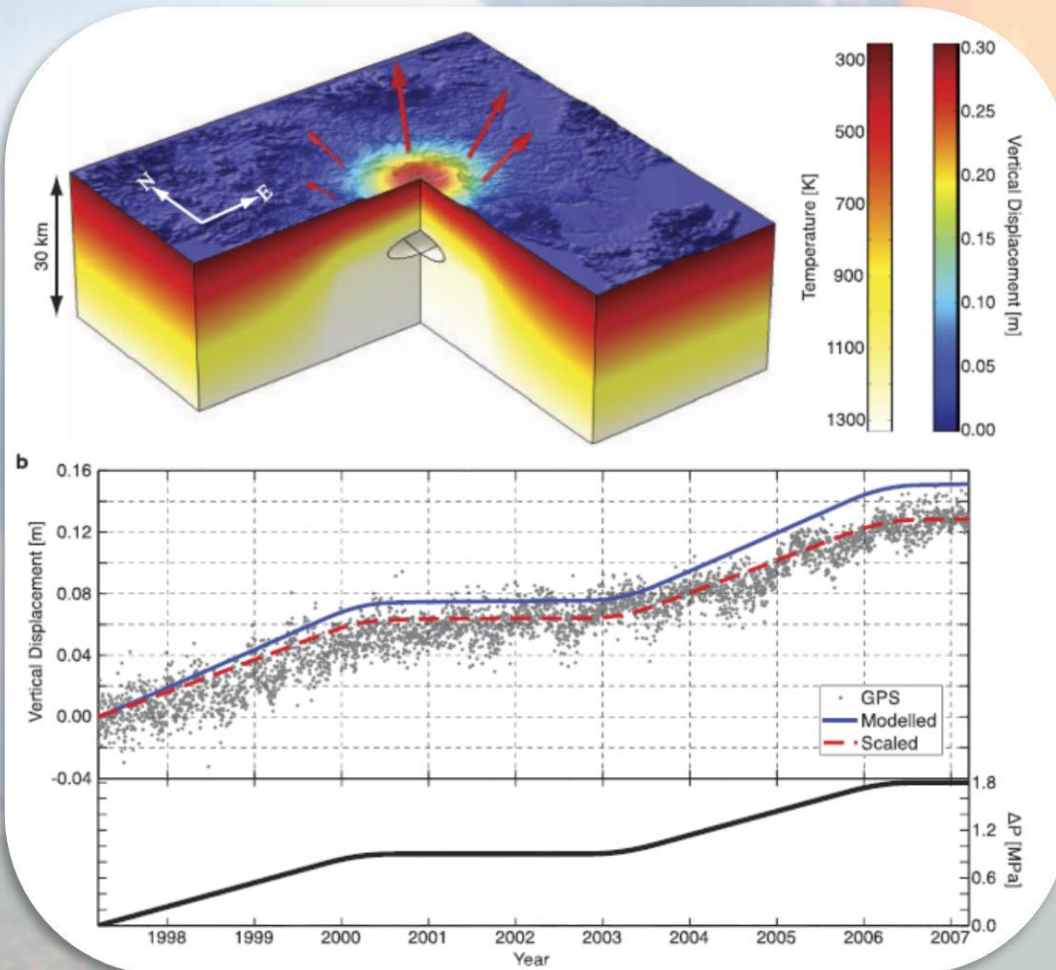 N
E
30 km
Temperature [K]
300
500
700
900
1100
1300
Vertical Displacement [m]
0.30
0.25
0.20
0.15
0.10
0.05
0.00
b
Vertical Displacement [m]
0.16
0.12
0.08
0.04
0.00
-0.04
GPS
Modelled
Scaled
1.8
1.2
0.6
0.0
ΔP [MPa]
1998 1999 2000 2001 2002 2003 2004 2005 2006 2007
Year